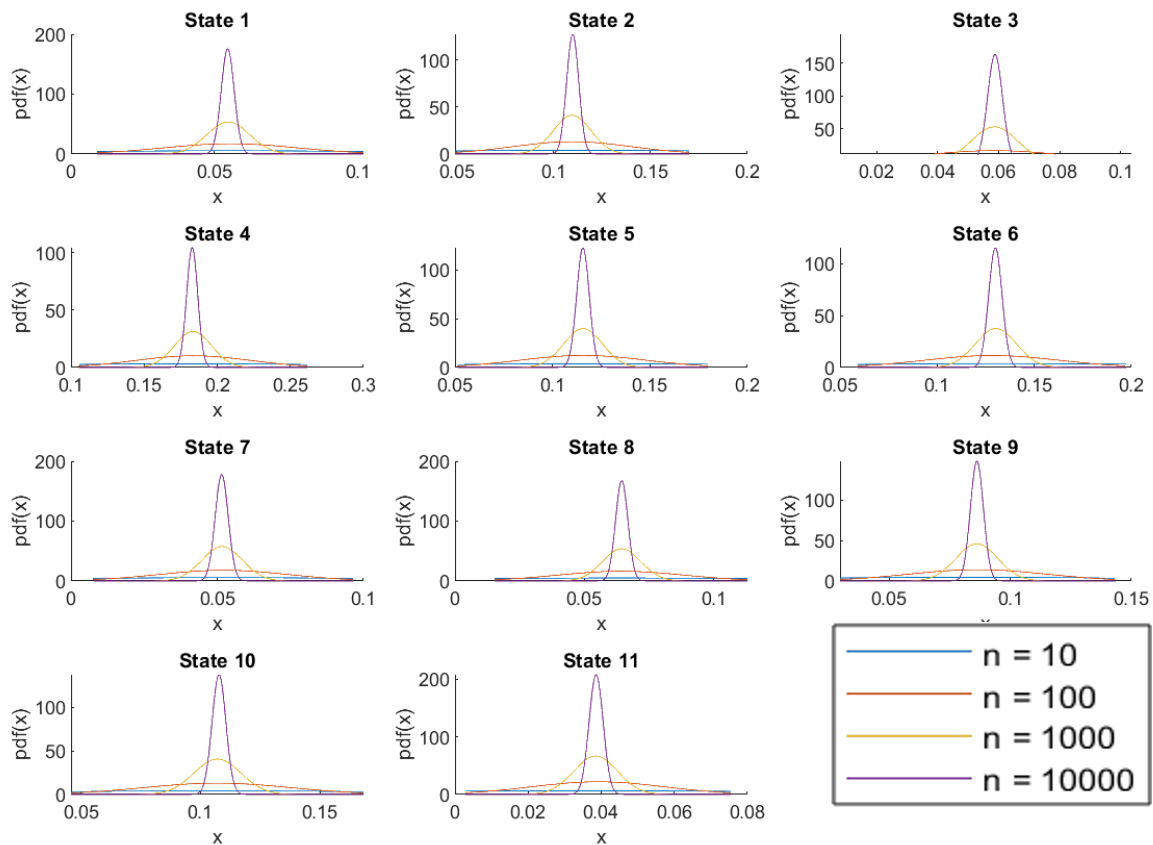 State 1
200
100
0
pdf(x)
0
0.05
0.1
x
State 2
100
50
0
pdf(x)
0.05
0.1
0.15
0.2
x
State 3
150
100
50
pdf(x)
0.02
0.04
0.06
0.08
0.1
x
State 4
100
50
0
pdf(x)
0.1
0.15
0.2
0.25
0.3
x
State 5
100
50
0
pdf(x)
0.05
0.1
0.15
0.2
x
State 6
100
50
0
pdf(x)
0.05
0.1
0.15
0.2
x
State 7
200
100
0
pdf(x)
0
0.05
0.1
x
State 8
200
100
0
pdf(x)
0
0.05
0.1
x
State 9
100
50
0
pdf(x)
0.05
0.1
0.15
x
State 10
100
50
0
pdf(x)
0.05
0.1
0.15
x
State 11
200
100
0
pdf(x)
0
0.02
0.04
0.06
0.08
x
n = 10
n = 100
n = 1000
n = 10000